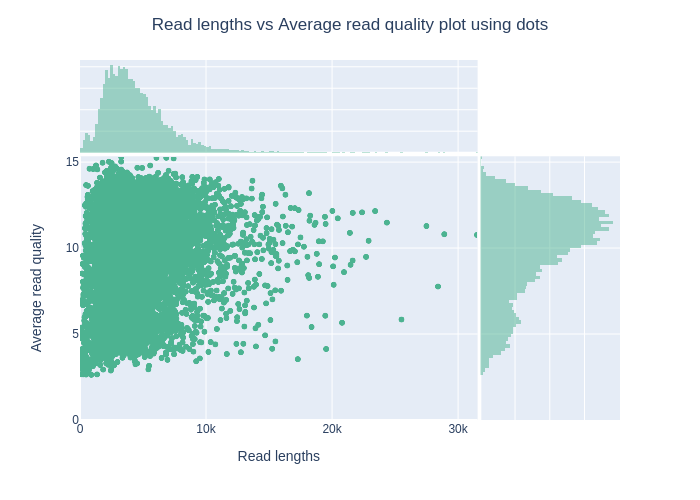 Read lengths vs Average read quality plot using dots
15
10
5
0
Average read quality
0
10k
20k
30k
Read lengths